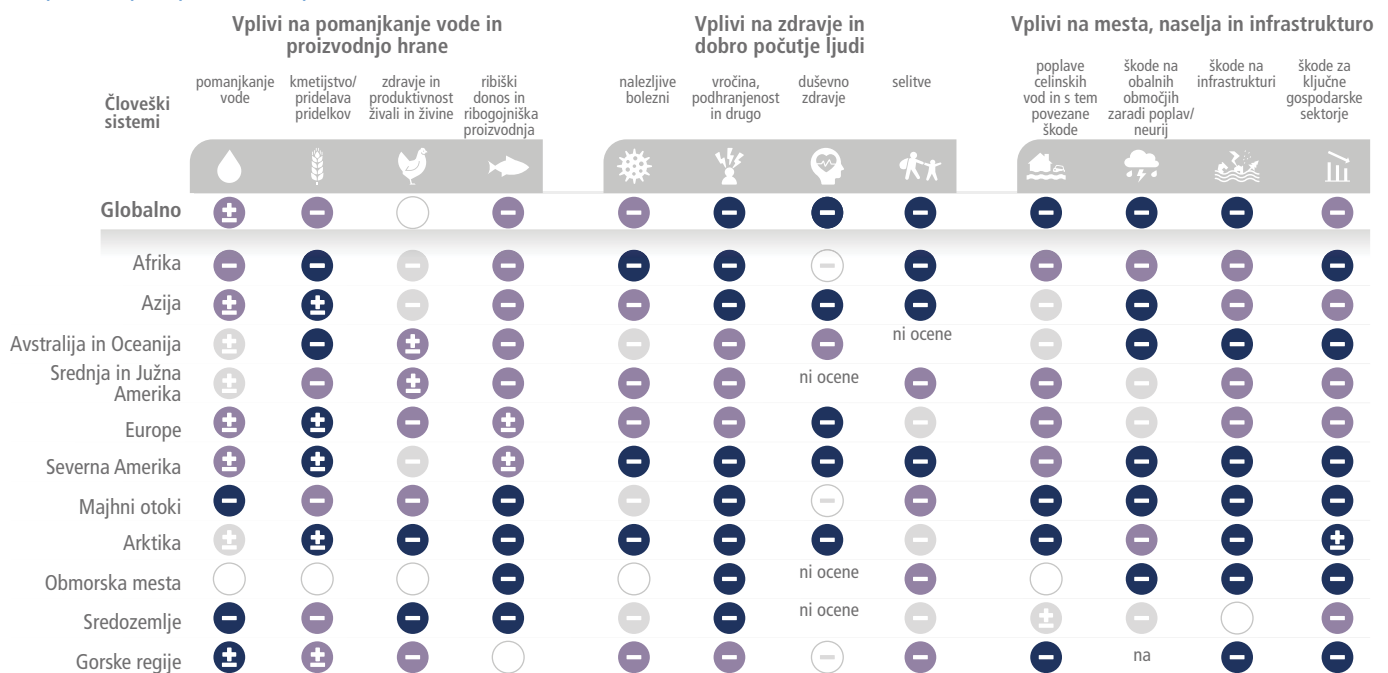 Vplivi na pomanjkanje vode in
proizvodnjo hrane
Vplivi na zdravje in
dobro počutje ljudi
Vplivi na mesta, naselja in infrastrukturo
Človeški
sistemi
pomanjkanje
vode
kmetijstvo/
pridelava
pridelkov
zdravje in
produktivnost
živali in živine
ribiški
donos in
ribogojniška
proizvodnja
nalezljive
bolezni
vročina,
podhranjenost
in drugo
duševno
zdravje
selitve
poplave
celinskih
vod in s tem
povezane
škode
škode na
obalnih
območjih
zaradi poplav/
neurij
škode na
infrastrukturi
škode za
ključne
gospodarske
sektorje
Globalno
Afrika
Azija
Avstralija in Oceanija
ni ocene
Srednja in Južna
Amerika
ni ocene
Europe
Severna Amerika
Majhni otoki
Arktika
Obmorska mesta
ni ocene
Sredozemlje
ni ocene
Gorske regije
na